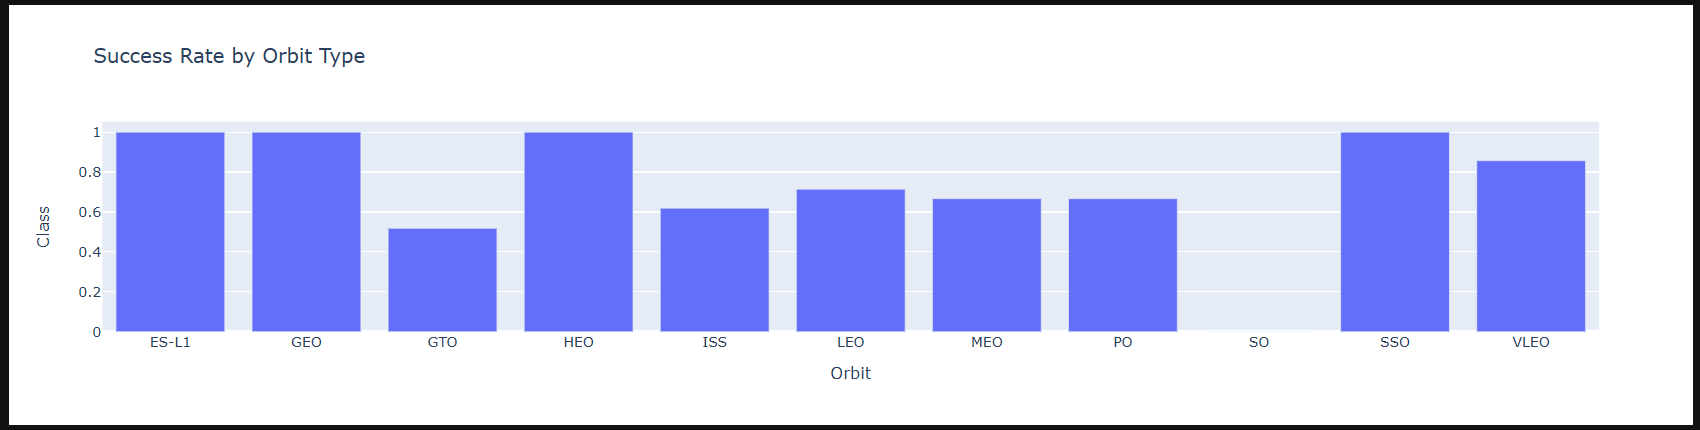 Success Rate by Orbit Type
1
0.8
0.6
0.4
0.2
0
Class
ES-L1 GEO GTO HEO ISS LEO MEO PO SO SSO VLEO
Orbit